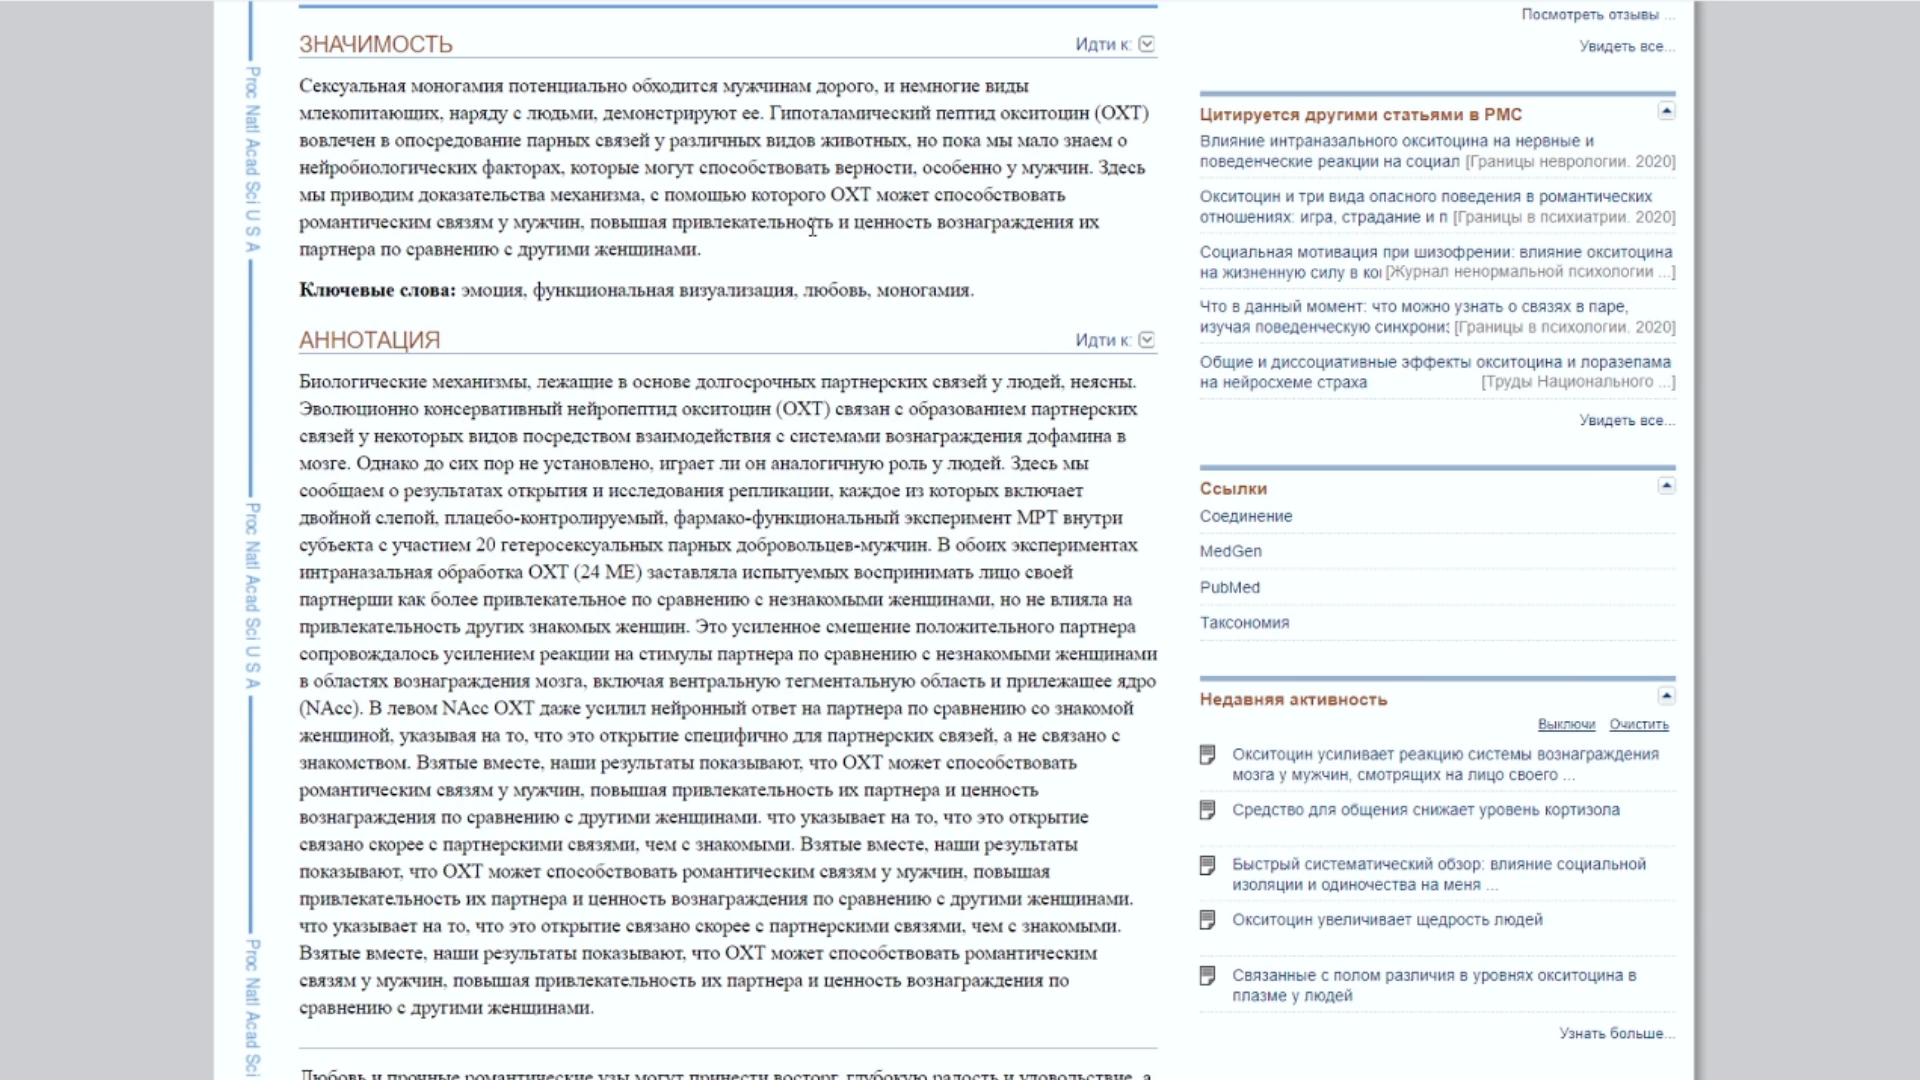 ЗНАЧИМОСТЬ
Идти к:
Сексуальная моногамия потенциально обходится мужчинам дорого, и немногие виды
млекопитающих, наряду с людьми, демонстрируют ее. Гипоталамический пептид окситоцин (ОХТ)
вовлечен в опосредование парных связей у различных видов животных, но пока мы мало знаем о
нейробиологических факторах, которые могут способствовать верности, особенно у мужчин. Здесь
мы приводим доказательства механизма, с помощью которого ОХТ может способствовать
романтическим связям у мужчин, повышая привлекательность и ценность вознаграждения их
партнера по сравнению с другими женщинами.
Ключевые слова: эмоция, функциональная визуализация, любовь, моногамия.
АННОТАЦИЯ
Идти к:
Биологические механизмы, лежащие в основе долгосрочных партнерских связей у людей, неясны.
Эволюционно консервативный нейропептид окситоцин (ОХТ) связан с образованием партнерских
связей у некоторых видов посредством взаимодействия с системами вознаграждения дофамина в
мозге. Однако до сих пор не установлено, играет ли он аналогичную роль у людей. Здесь мы
сообщаем о результатах открытия и исследования репликации, каждое из которых включает
двойной слепой, плацебо-контролируемый, фармако-функциональный эксперимент МРТ внутри
субъекта с участием 20 гетеросексуальных парных добровольцев-мужчин. В обоих экспериментах
интраназальная обработка ОХТ (24 МЕ) заставляла испытуемых воспринимать лицо своей
партнерши как более привлекательное по сравнению с незнакомыми женщинами, но не влияла на
привлекательность других знакомых женщин. Это усиленное смещение положительного партнера
сопровождалось усилением реакции на стимулы партнера по сравнению с незнакомыми женщинами
в областях вознаграждения мозга, включая вентральную тегментальную область и прилежащее ядро
(NAcc). В левом NAcc ОХТ даже усилил нейронный ответ на партнера по сравнению со знакомой
женщиной, указывая на то, что это открытие специфично для партнерских связей, а не связано с
знакомством. Взятые вместе, наши результаты показывают, что ОХТ может способствовать
романтическим связям у мужчин, повышая привлекательность их партнера и ценность
вознаграждения по сравнению с другими женщинами. что указывает на то, что это открытие
связано скорее с партнерскими связями, чем с знакомыми. Взятые вместе, наши результаты
показывают, что ОХТ может способствовать романтическим связям у мужчин, повышая
привлекательность их партнера и ценность вознаграждения по сравнению с другими женщинами.
что указывает на то, что это открытие связано скорее с партнерскими связями, чем с знакомыми.
Взятые вместе, наши результаты показывают, что ОХТ может способствовать романтическим
связям у мужчин, повышая привлекательность их партнера и ценность вознаграждения по
сравнению с другими женщинами.
Любовь и прочные романтические узы могут принести восторг, глубокую радость и удовольствие, а
Proc Natl Acad Sci U S A
Proc Natl Acad Sci U S A
Proc Natl Acad Sci
Посмотреть отзывы ...
Увидеть все...
Цитируется другими статьями в PMC
Влияние интраназального окситоцина на нервные и
поведенческие реакции на социал [Границы неврологии. 2020]
Окситоцин и три вида опасного поведения в романтических
отношениях: игра, страдание и п [Границы в психиатрии. 2020]
Социальная мотивация при шизофрении: влияние окситоцина
на жизненную силу в ко [Журнал ненормальной психологии ...]
Что в данный момент: что можно узнать о связях в паре,
изучая поведенческую синхрони [Границы в психологии. 2020]
Общие и диссоциативные эффекты окситоцина и лоразепама
на нейросхеме страха [Труды Национального ...]
Увидеть все...
Ссылки
Соединение
MedGen
PubMed
Таксономия
Недавняя активность
Выключи Очистить
Окситоцин усиливает реакцию системы вознаграждения
мозга у мужчин, смотрящих на лицо своего ...
Средство для общения снижает уровень кортизола
Быстрый систематический обзор: влияние социальной
изоляции и одиночества на меня ...
Окситоцин увеличивает щедрость людей
Связанные с полом различия в уровнях окситоцина в
плазме у людей
Узнать больше...